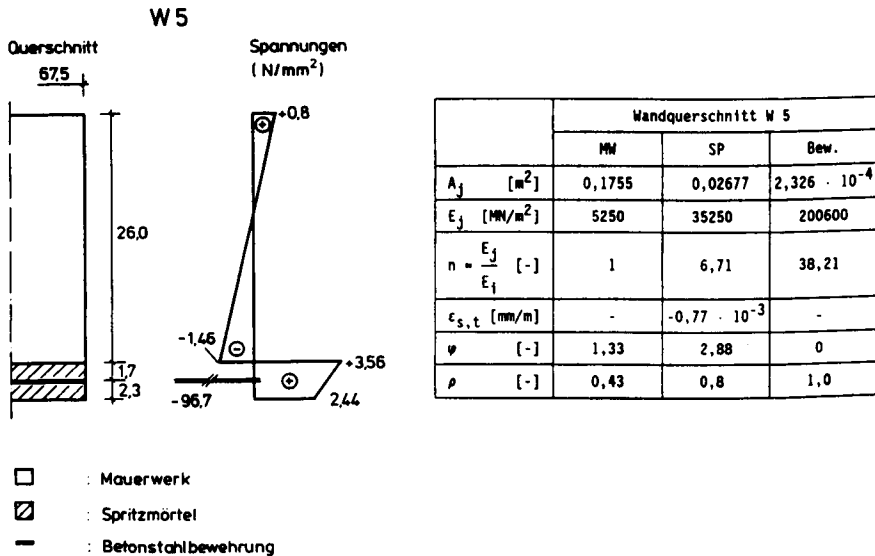 W 5
Querschnitt
67,5
26,0
1,7
2,3
Spannungen
(N/mm²)
+0,8
-1,46
+3,56
-96,7
2,44
Wandquerschnitt W 5
MW SP Bew.
A_j [m²] 0,1755 0,02677 2,326 · 10⁻⁴
E_j [MN/m²] 5250 35250 200600
n = E_j/E_i [-] 1 6,71 38,21
ε_s,t [mm/m] - -0,77 · 10⁻³ -
φ [-] 1,33 2,88 0
ρ [-] 0,43 0,8 1,0
: Mauerwerk
: Spritzmörtel
: Betonstahlbewehrung